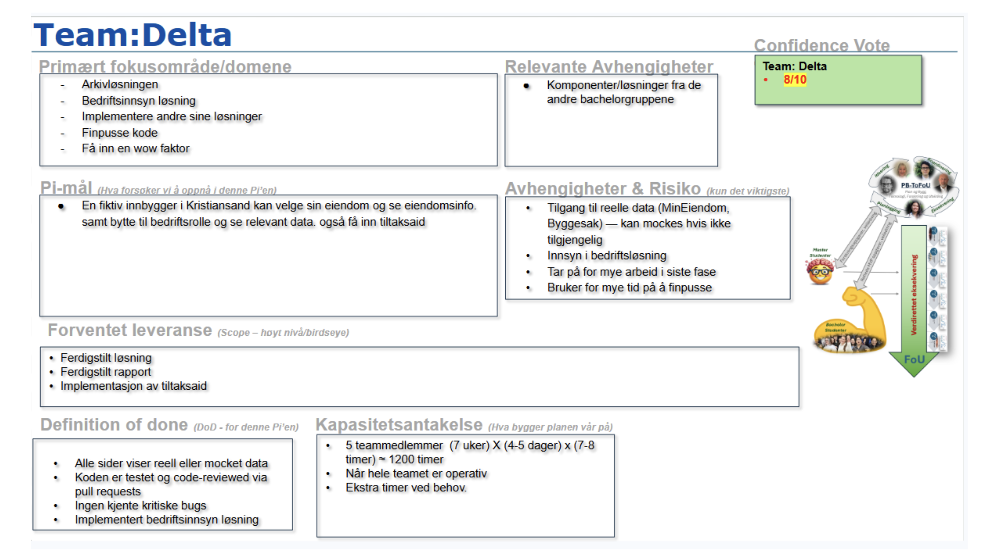 Team:Delta
Confidence Vote
Team: Delta
• 8/10
Primært fokusområde/domene
- Arkivløsningen
- Bedriftsinnsyn løsning
- Implementere andre sine løsninger
- Finpusse kode
- Få inn en wow faktor
Relevante Avhengigheter
● Komponenter/løsninger fra de
andre bachelorgruppene
Pi-mål (Hva forsøker vi å oppnå i denne Pi'en)
● En fiktiv innbygger i Kristiansand kan velge sin eiendom og se eiendomsinfo.
samt bytte til bedriftsrolle og se relevant data. også få inn tiltaksaid
Avhengigheter & Risiko (kun det viktigste)
• Tilgang til reelle data (MinEiendom,
Byggesak) — kan mockes hvis ikke
tilgjengelig
• Innsyn i bedriftsløsning
• Tar på for mye arbeid i siste fase
• Bruker for mye tid på å finpusse
Forventet leveranse (Scope – høyt nivå/birdseye)
• Ferdigstilt løsning
• Ferdigstilt rapport
• Implementasjon av tiltaksaid
Definition of done (DoD - for denne Pi'en)
• Alle sider viser reell eller mocket data
• Koden er testet og code-reviewed via
pull requests
• Ingen kjente kritiske bugs
• Implementert bedriftsinnsyn løsning
Kapasitetsantakelse (Hva bygger planen vår på)
• 5 teammedlemmer (7 uker) X (4-5 dager) x (7-8
timer) ≈ 1200 timer
• Når hele teamet er operativ
• Ekstra timer ved behov.
Ideering
Koordinering
PB-ToFoU
Plan og Bygg
Teknologi, Forskning og Utvikling
Planlegging
Eksekvering
Master
Studenter
Bachelor
Studenter
Verdirettet eksekvering
FoU